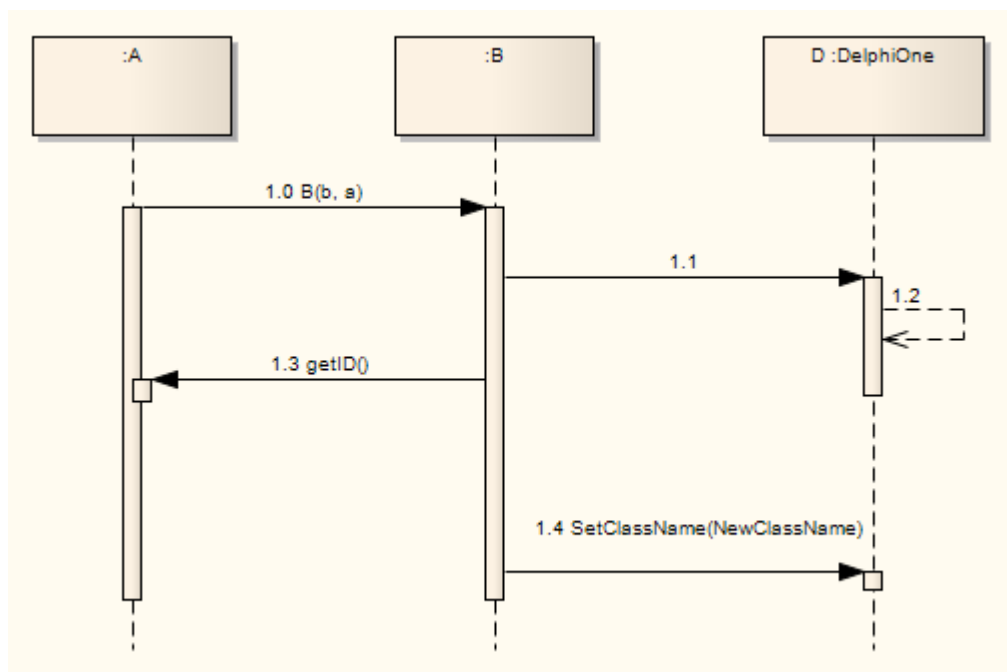 :A
:B
D :DelphiOne
1.0 B(b, a)
1.1
1.2
1.3 getID()
1.4 SetClassName(NewClassName)